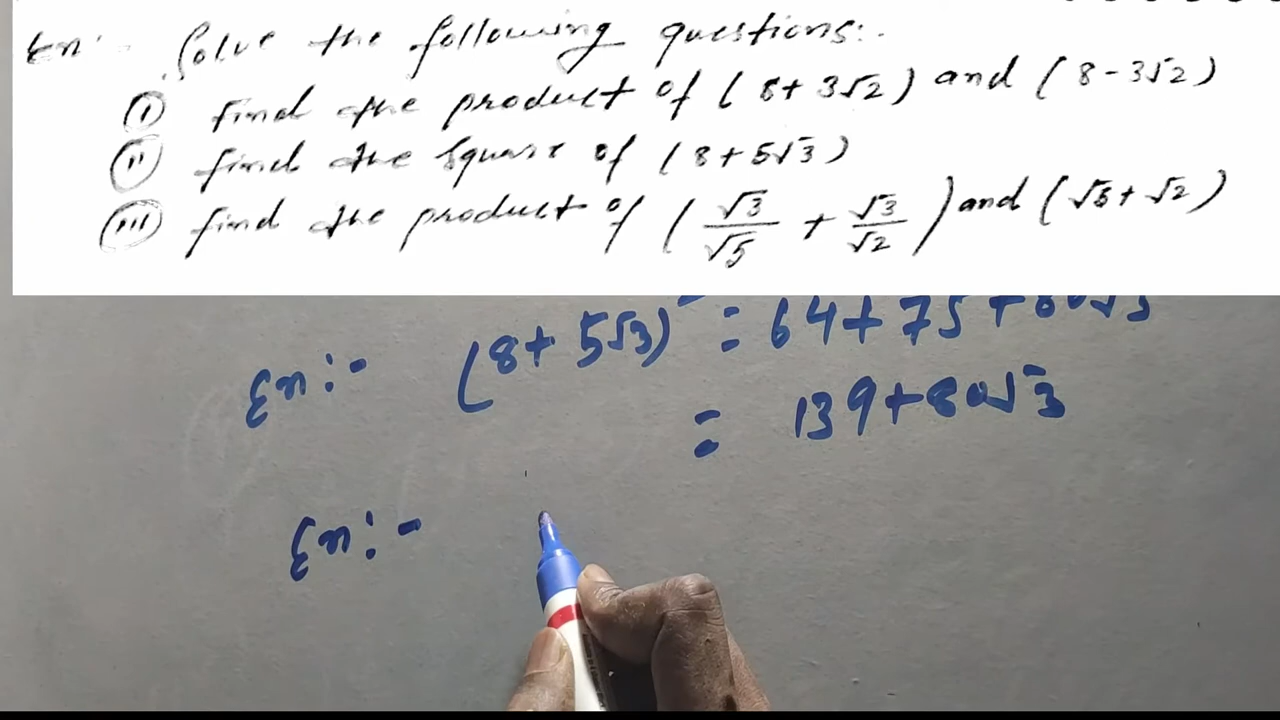 Ex:- Solve the following questions:-
(i) find the product of (8+3√2) and (8-3√2)
(ii) find the square of (8+5√3)
(iii) find the product of (√3/√5 + √3/√2) and (√5+√2)
Ex:- (8+5√3)² = 64+75+80√3
= 139+80√3
Ex:-